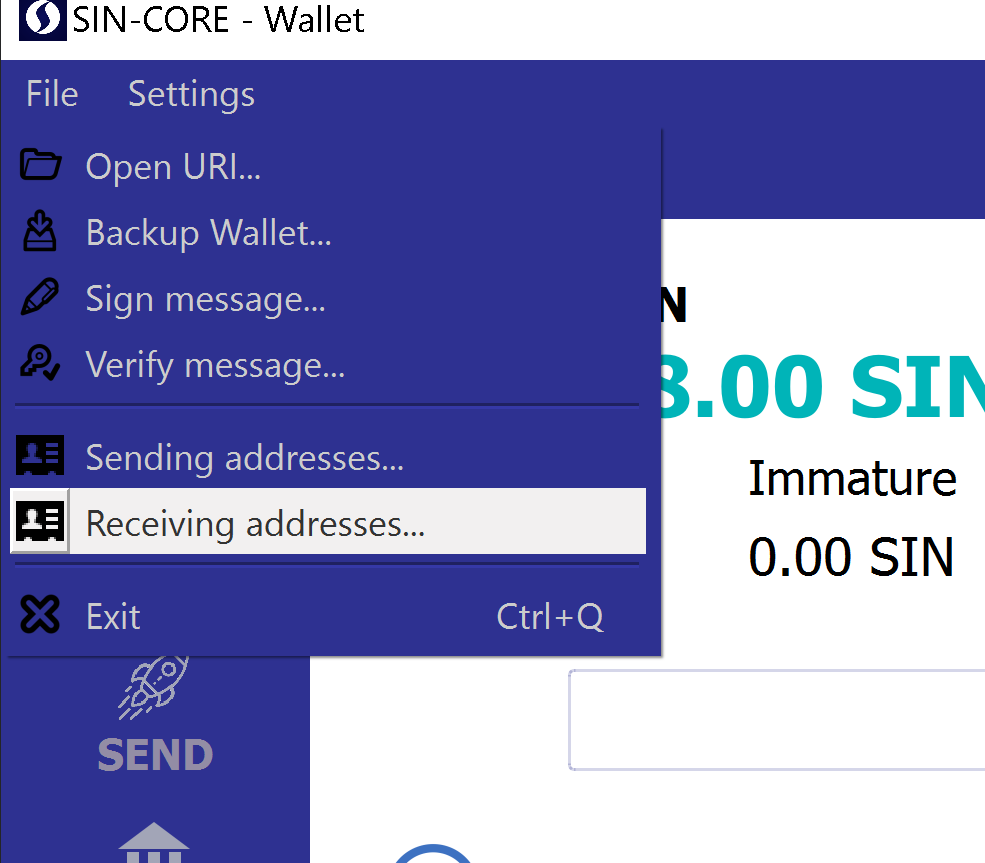 SIN-CORE - Wallet
File Settings
Open URI...
Backup Wallet...
Sign message...
Verify message...
Sending addresses...
Receiving addresses...
Exit Ctrl+Q
N
8.00 SIN
Immature
0.00 SIN
SEND